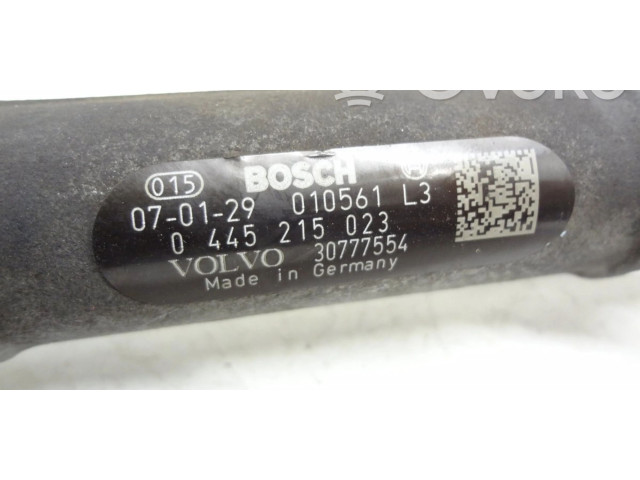 015 BOSCH
07-01-29 010561 L3
0 445 215 023
VOLVO 30777554
Made in Germany